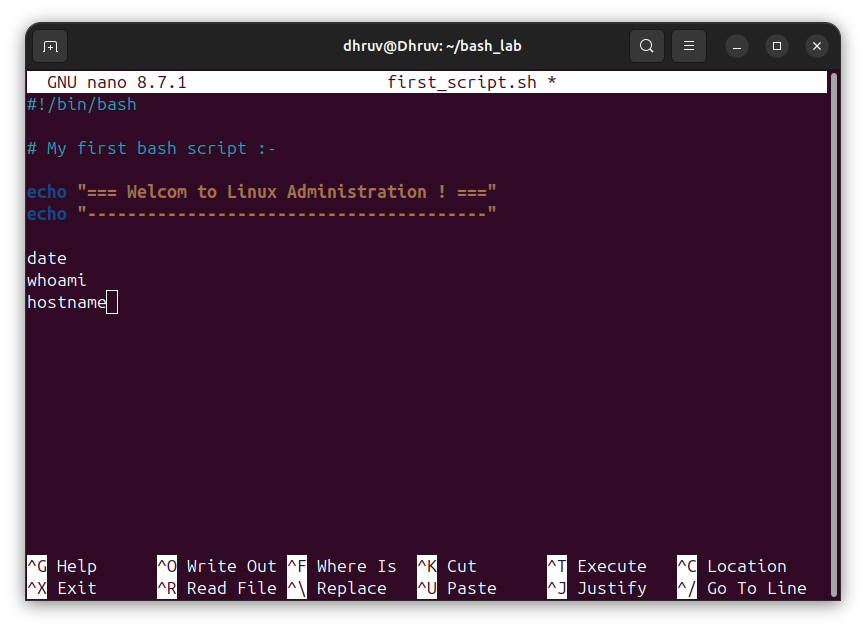 dhruv@Dhruv: ~/bash_lab
GNU nano 8.7.1 first_script.sh *
#!/bin/bash
# My first bash script :-
echo "=== Welcom to Linux Administration ! ==="
echo "----------------------------------------"
date
whoami
hostname
^G Help ^O Write Out ^F Where Is ^K Cut ^T Execute ^C Location
^X Exit ^R Read File ^\ Replace ^U Paste ^J Justify ^/ Go To Line